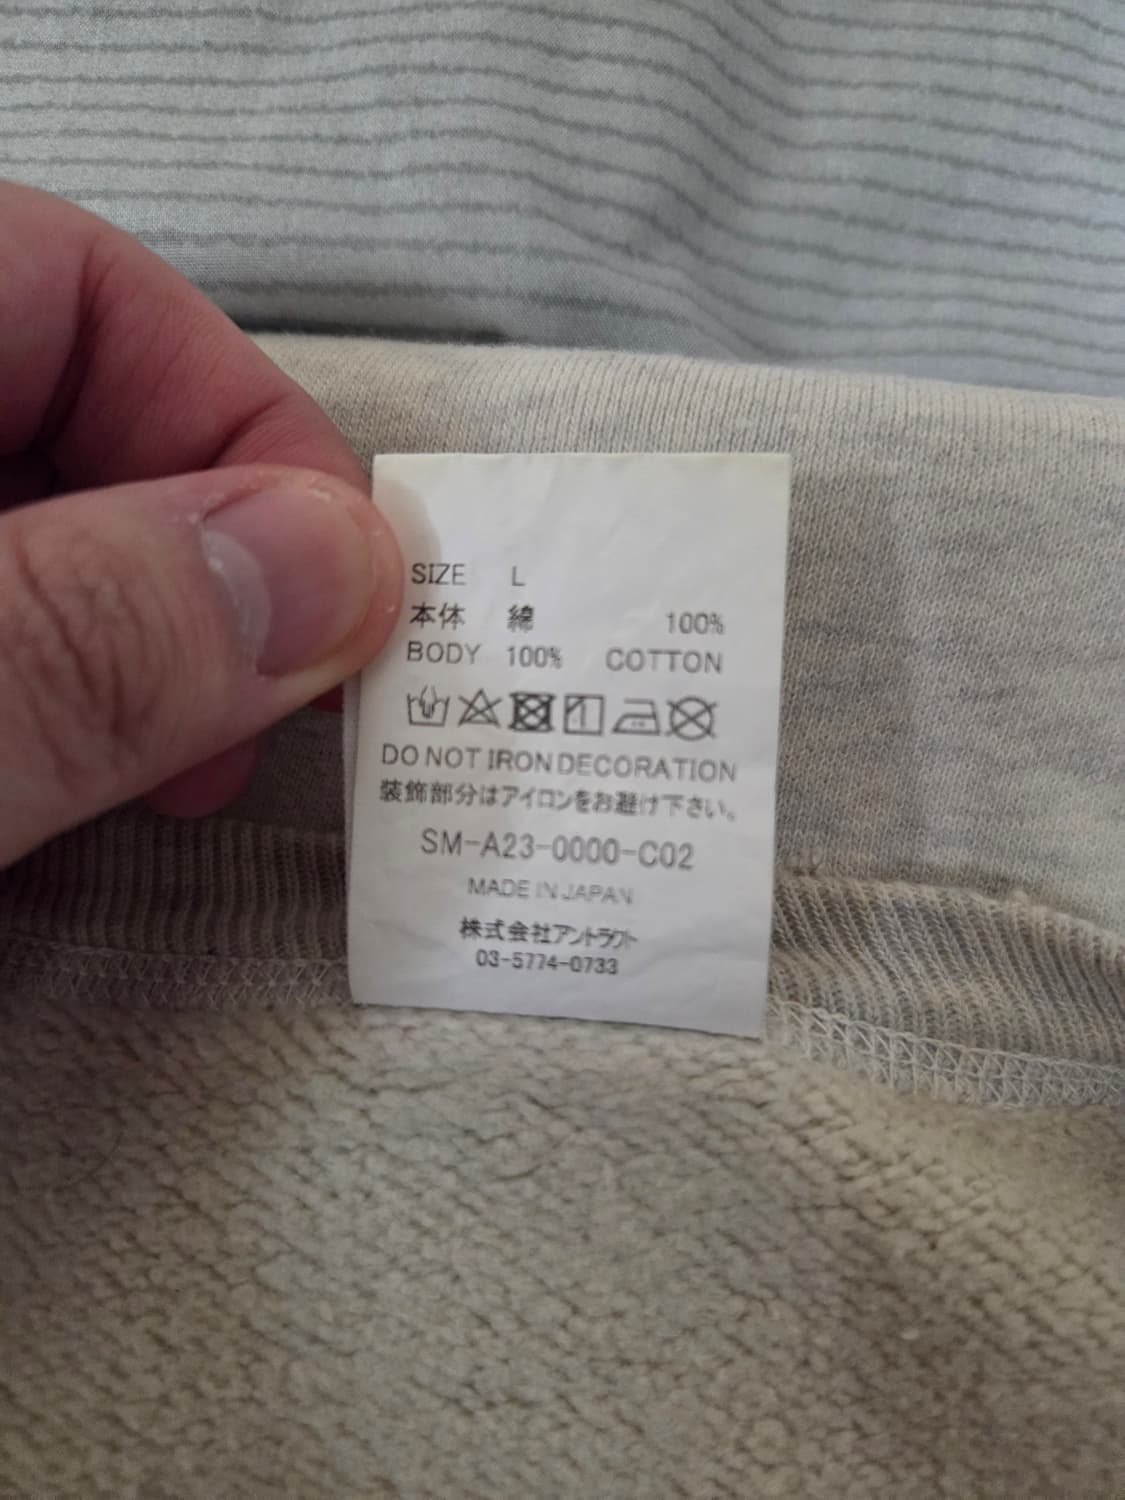 SIZE L
本体 綿 100%
BODY 100% COTTON
DO NOT IRON DECORATION
装飾部分はアイロンをお避け下さい。
SM-A23-0000-C02
MADE IN JAPAN
株式会社アントラクト
03-5774-0733